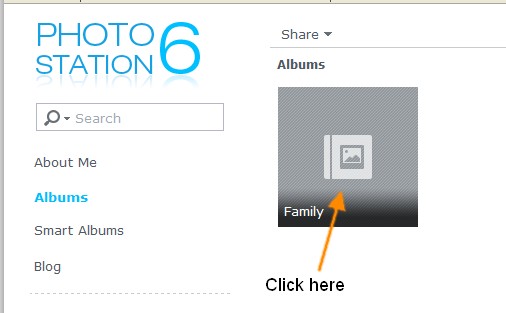 PHOTO
STATION 6
Search
About Me
Albums
Smart Albums
Blog
Share
Albums
Family
Click here